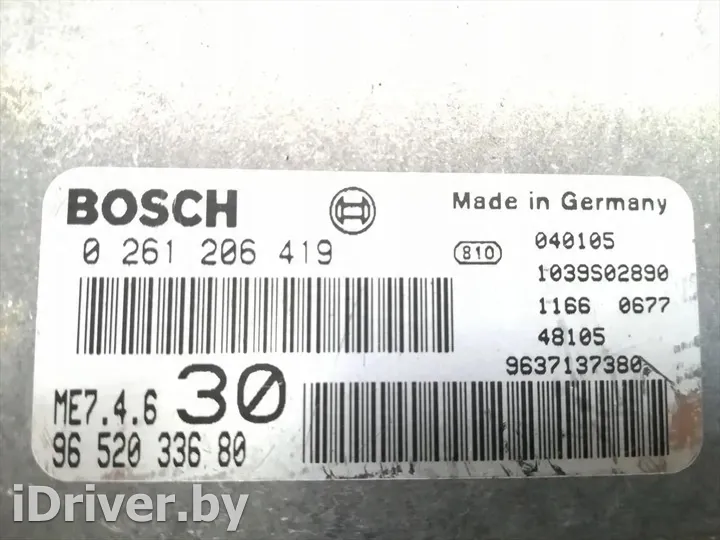 BOSCH
Made in Germany
0 261 206 419
810
040105
1039S02890
1166 0677
48105
9637137380
ME7.4.6
30
96 520 336 80
iDriver.by